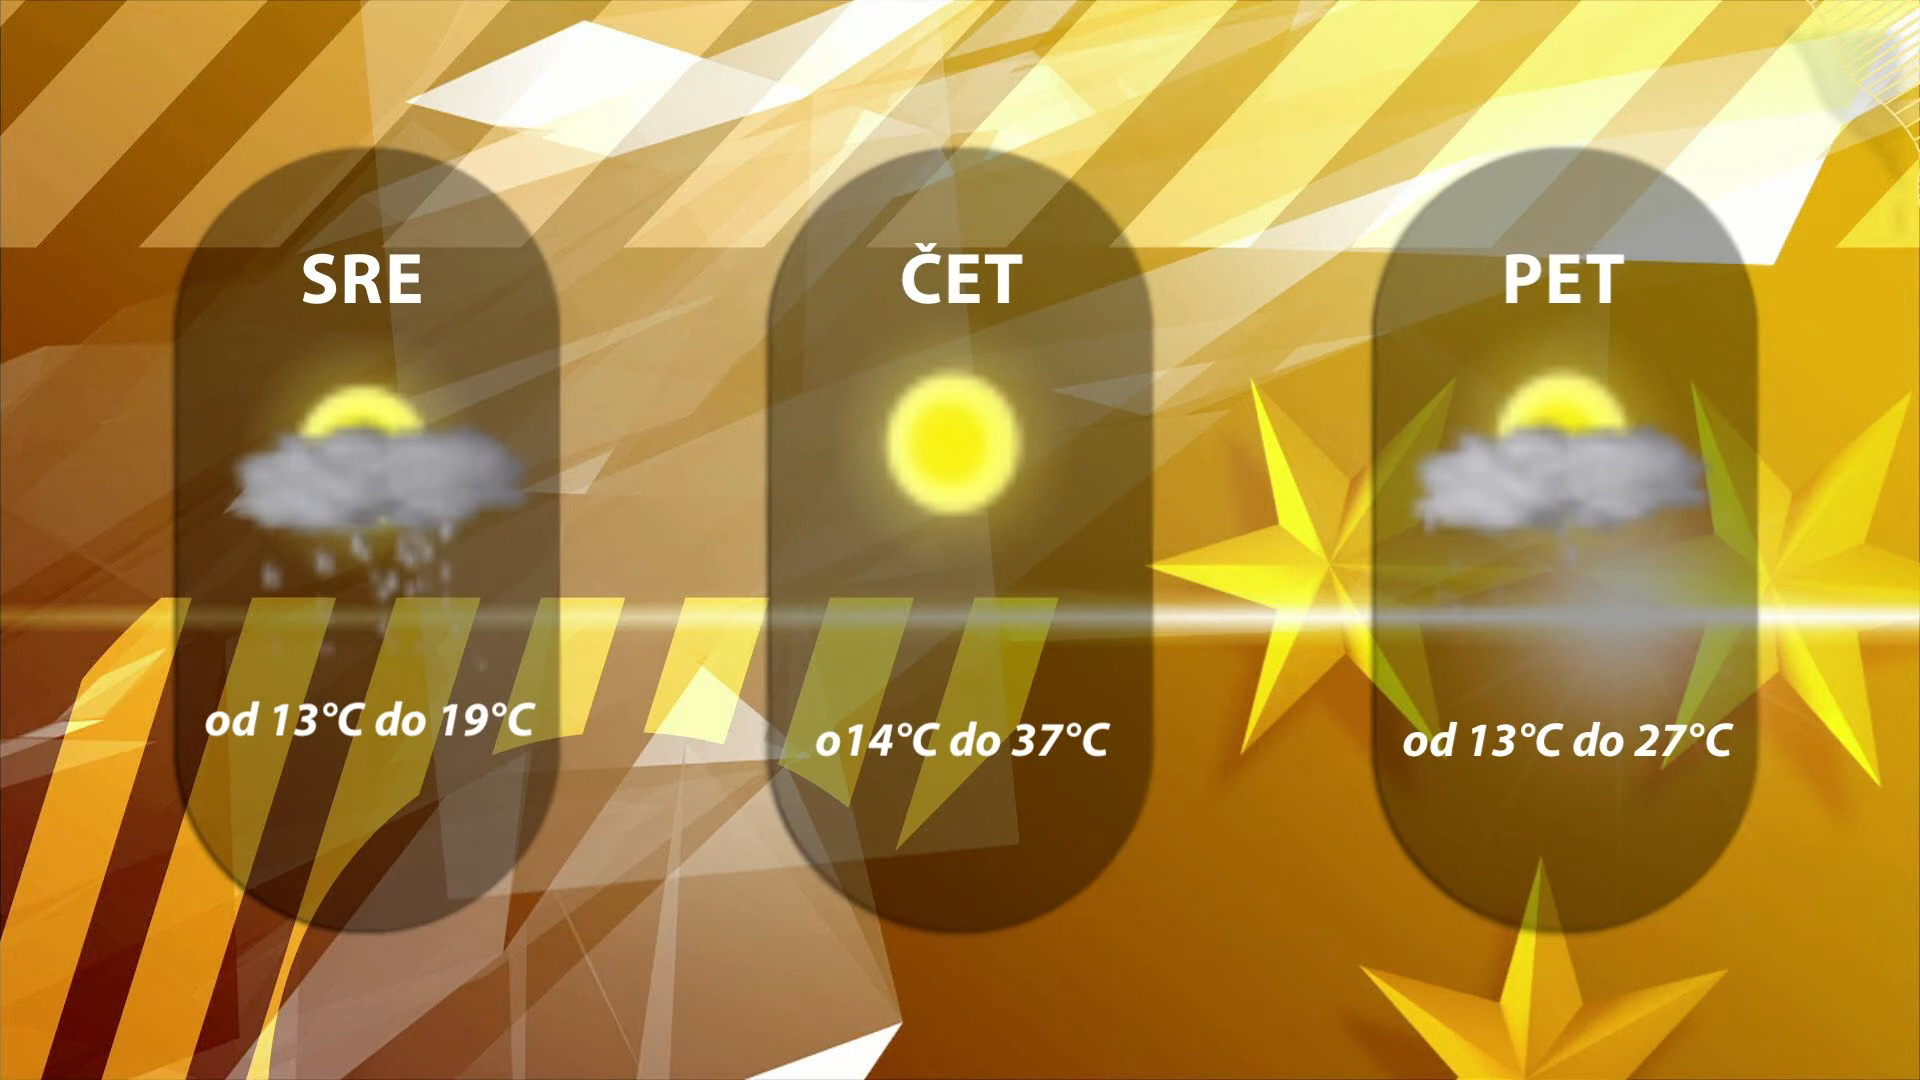 SRE
od 13°C do 19°C
ČET
o14°C do 37°C
PET
od 13°C do 27°C